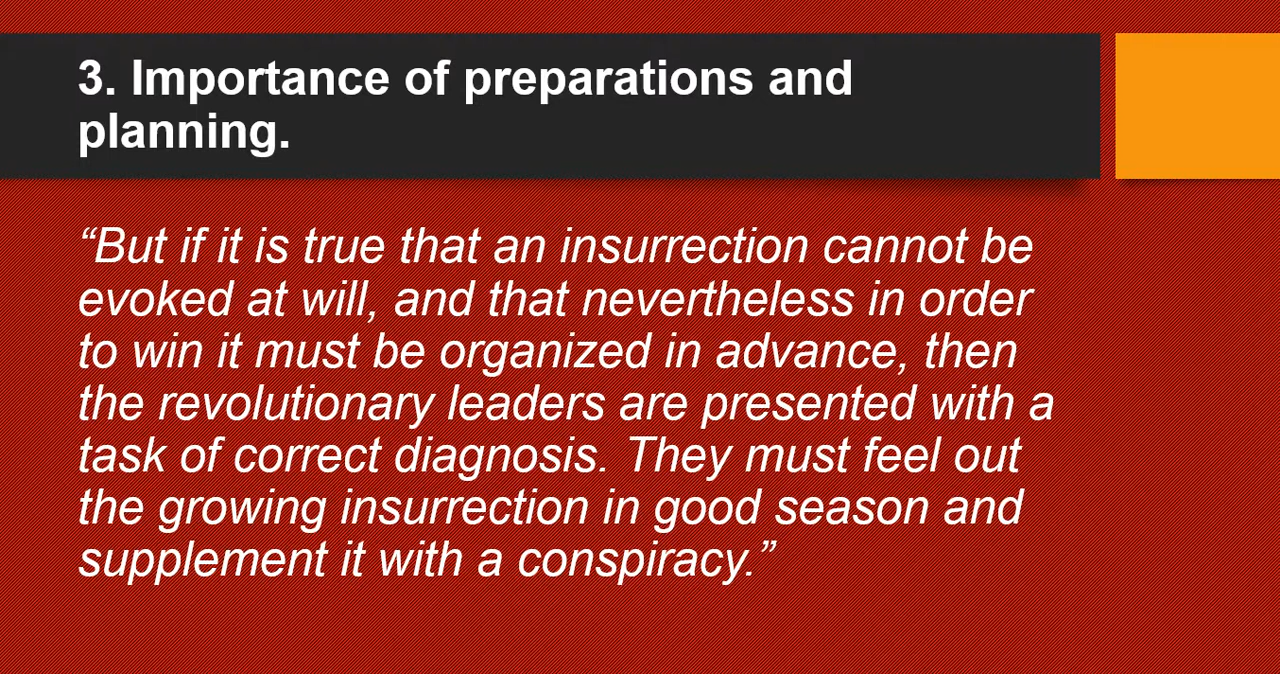 3. Importance of preparations and
planning.
“But if it is true that an insurrection cannot be
evoked at will, and that nevertheless in order
to win it must be organized in advance, then
the revolutionary leaders are presented with a
task of correct diagnosis. They must feel out
the growing insurrection in good season and
supplement it with a conspiracy.”